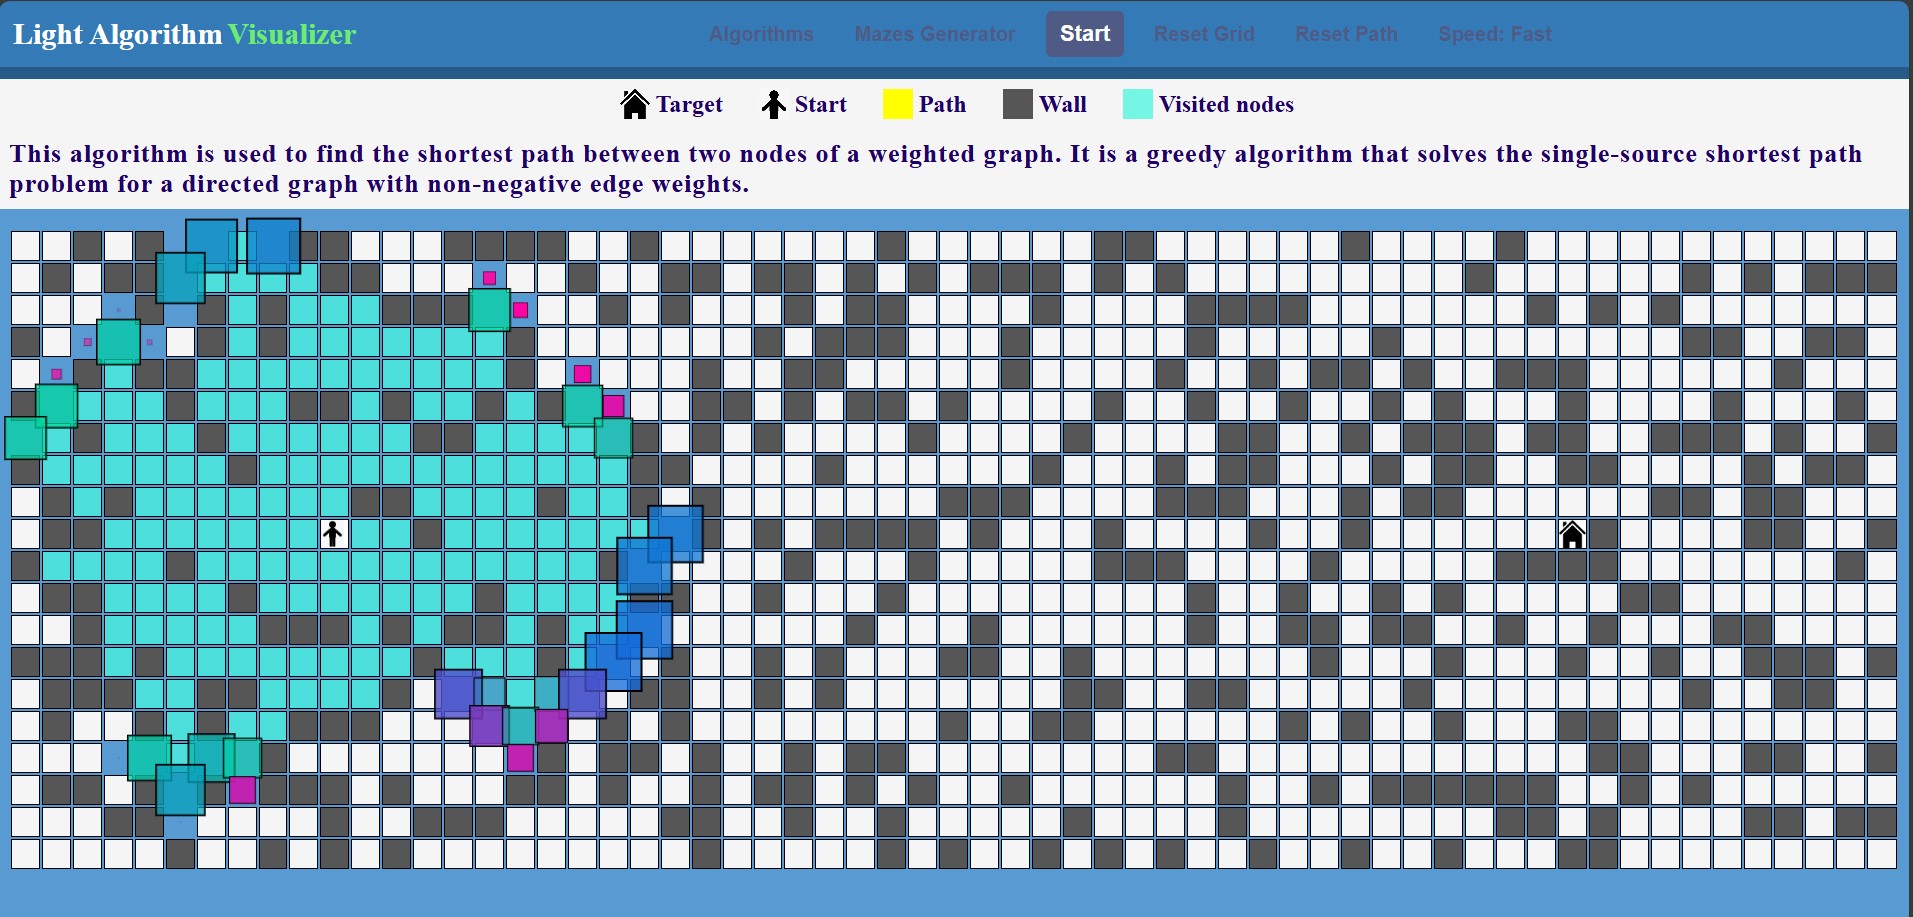 Light Algorithm Visualizer
Algorithms Mazes Generator Start Reset Grid Reset Path Speed: Fast
Target Start Path Wall Visited nodes
This algorithm is used to find the shortest path between two nodes of a weighted graph. It is a greedy algorithm that solves the single-source shortest path
problem for a directed graph with non-negative edge weights.